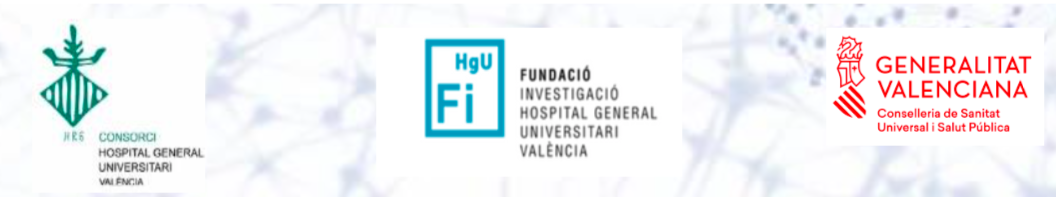 HRG
CONSORCI
HOSPITAL GENERAL
UNIVERSITARI
VALÈNCIA
HgU
Fi
FUNDACIÓ
INVESTIGACIÓ
HOSPITAL GENERAL
UNIVERSITARI
VALÈNCIA
GENERALITAT
VALENCIANA
Conselleria de Sanitat
Universal i Salut Pública